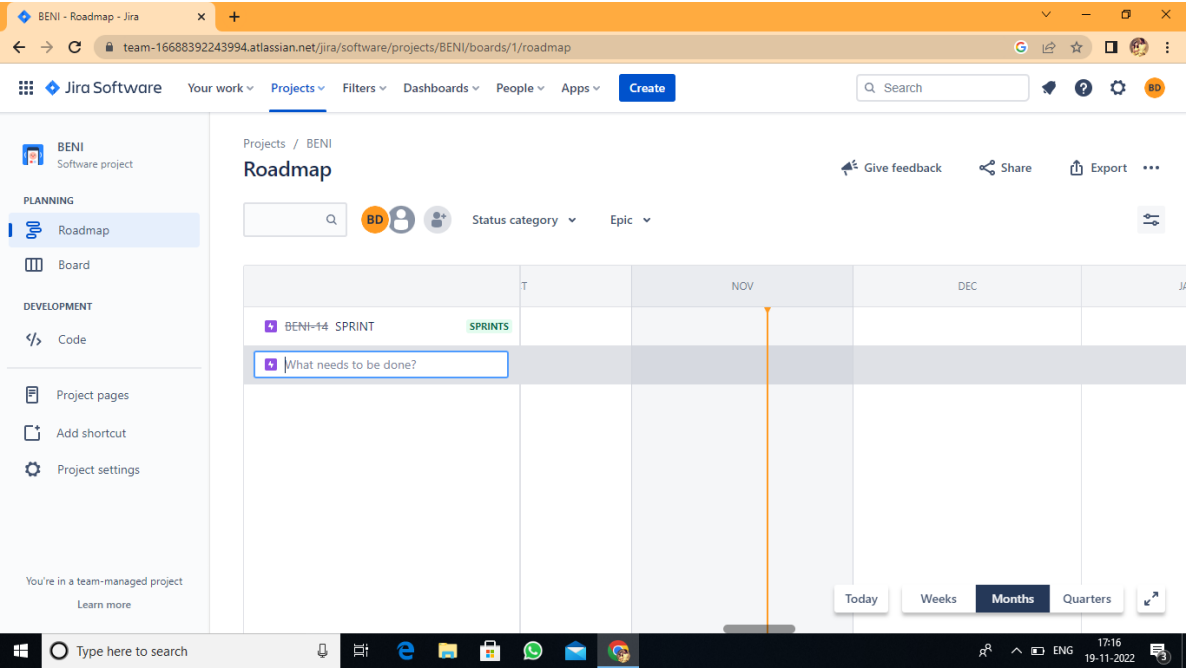 BENI - Roadmap - Jira
team-16688392243994.atlassian.net/jira/software/projects/BENI/boards/1/roadmap
Jira Software Your work Projects Filters Dashboards People Apps Create Search BD
BENI
Software project
PLANNING
Roadmap
Board
DEVELOPMENT
Code
Project pages
Add shortcut
Project settings
You're in a team-managed project
Learn more
Projects / BENI
Roadmap
Give feedback Share Export
BD Status category Epic
T NOV DEC JA
BENI-14 SPRINT SPRINTS
What needs to be done?
Today Weeks Months Quarters
Type here to search
ENG
17:16
19-11-2022
3